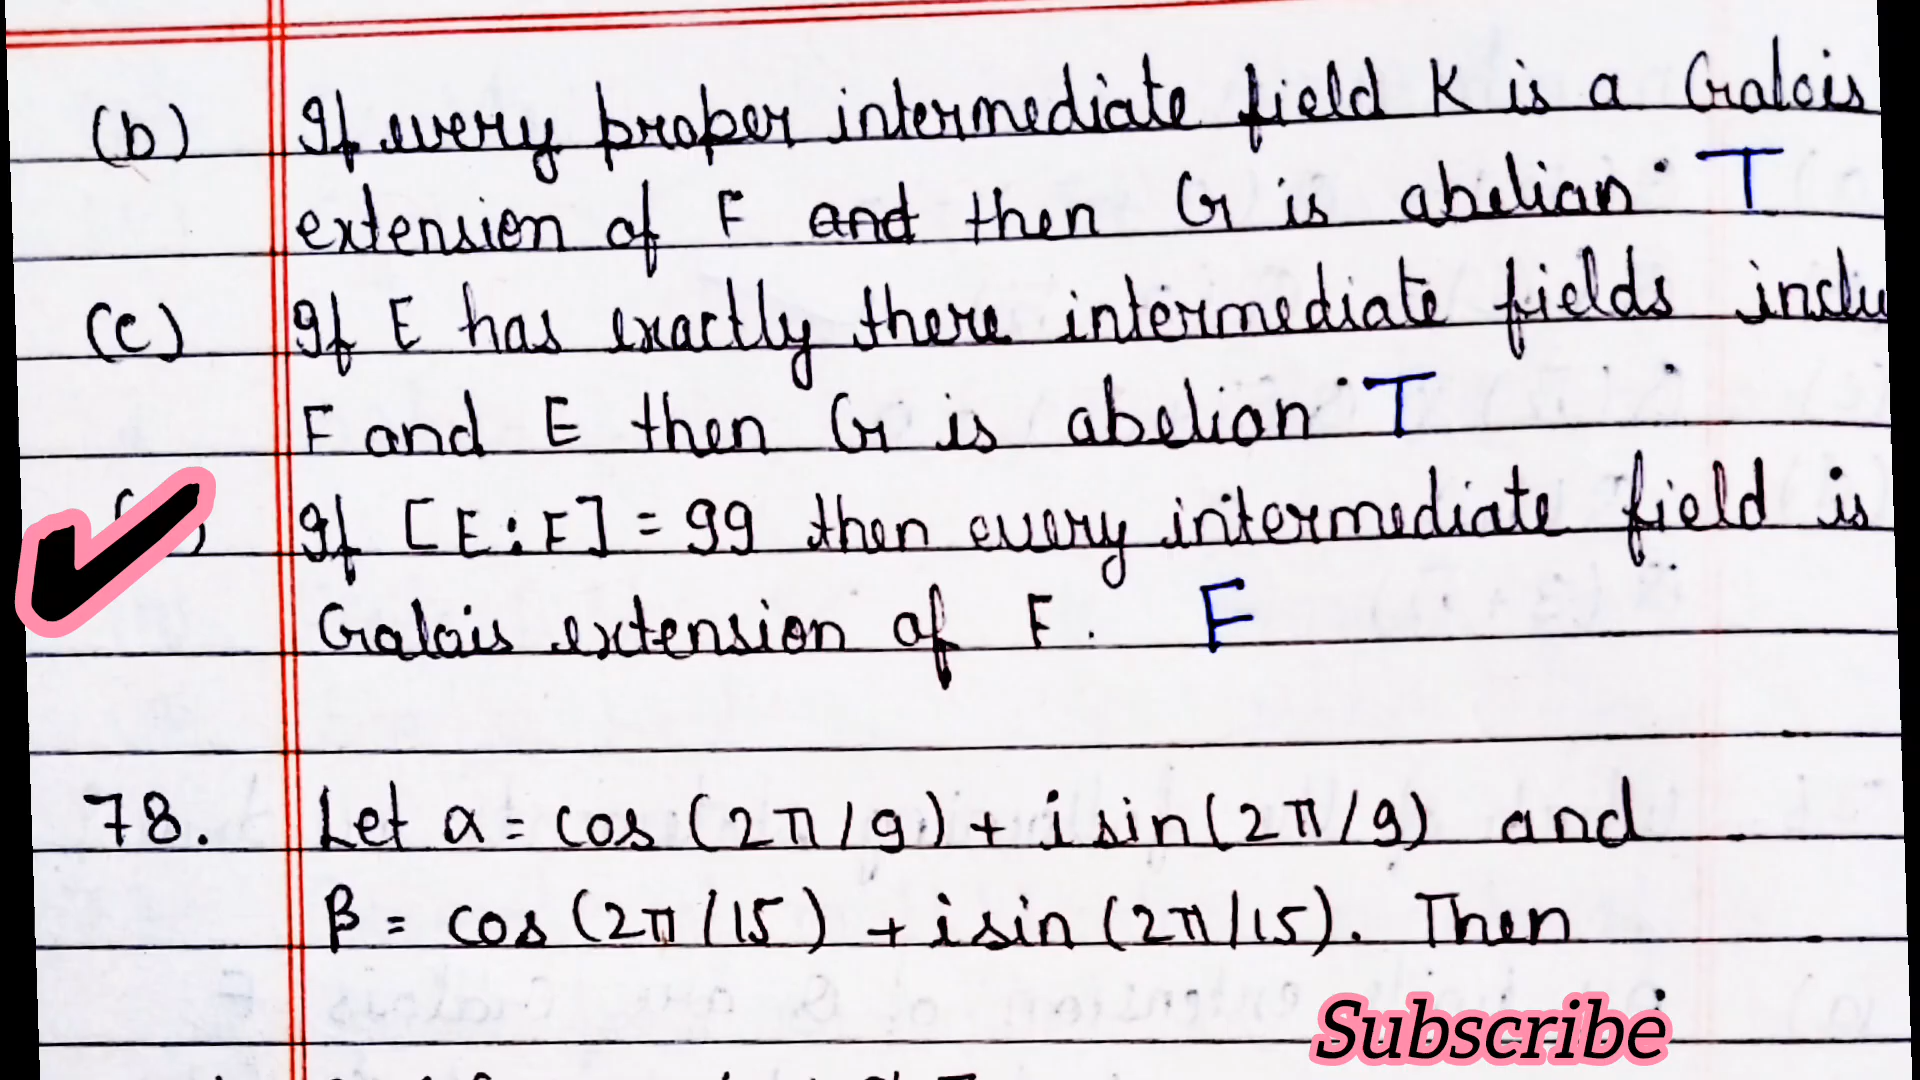 (b) If every proper intermediate field K is a Galois
extension of F and then G is abelian. T
(c) If E has exactly there intermediate fields inclu
F and E then G is abelian. T
If [E:F] = 99 then every intermediate field is
Galois extension of F. F
78. Let α = cos(2π/9) + i sin(2π/9) and
β = cos(2π/15) + i sin(2π/15). Then
Subscribe